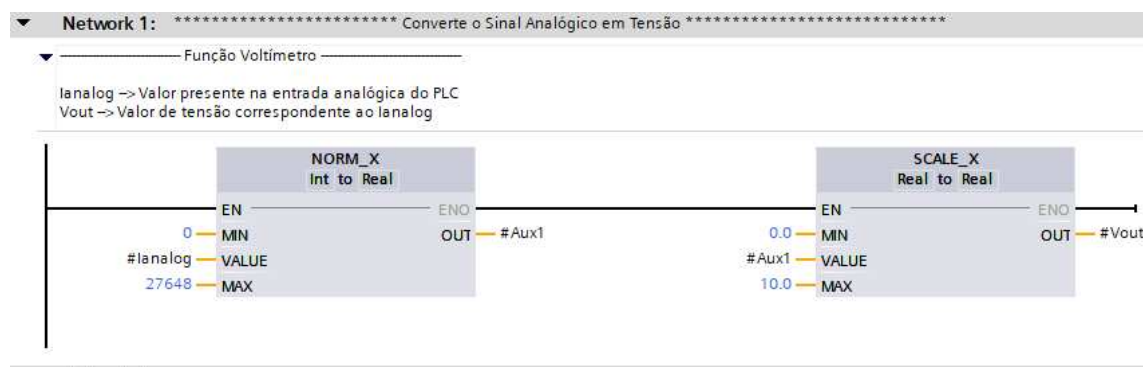 Network 1: ************************ Converte o Sinal Analógico em Tensão ****************************
-------------------- Função Voltímetro -----------------------
Ianalog --> Valor presente na entrada analógica do PLC
Vout --> Valor de tensão correspondente ao Ianalog
NORM_X
Int to Real
EN ENO
0 MIN OUT #Aux1
#Ianalog VALUE
27648 MAX
SCALE_X
Real to Real
EN ENO
0.0 MIN OUT #Vout
#Aux1 VALUE
10.0 MAX